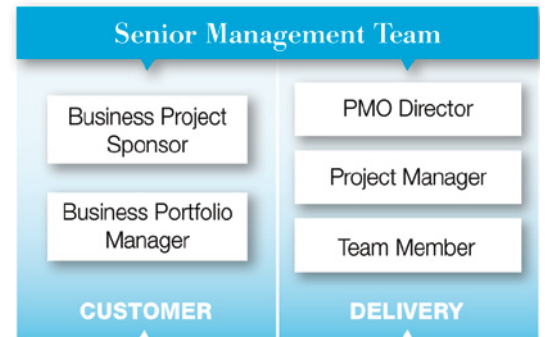 Senior Management Team
Business Project
Sponsor
Business Portfolio
Manager
CUSTOMER
PMO Director
Project Manager
Team Member
DELIVERY